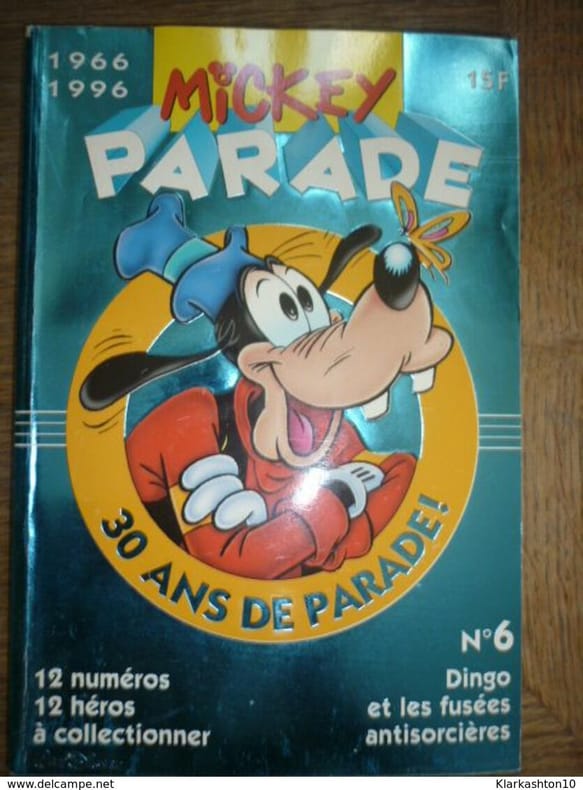 1966
1996
MICKEY
15F
PARADE
30 ANS DE PARADE!
N°6
12 numéros
12 héros
à collectionner
Dingo
et les fusées
antisorcières
www.delcampe.net
Klarkashton10